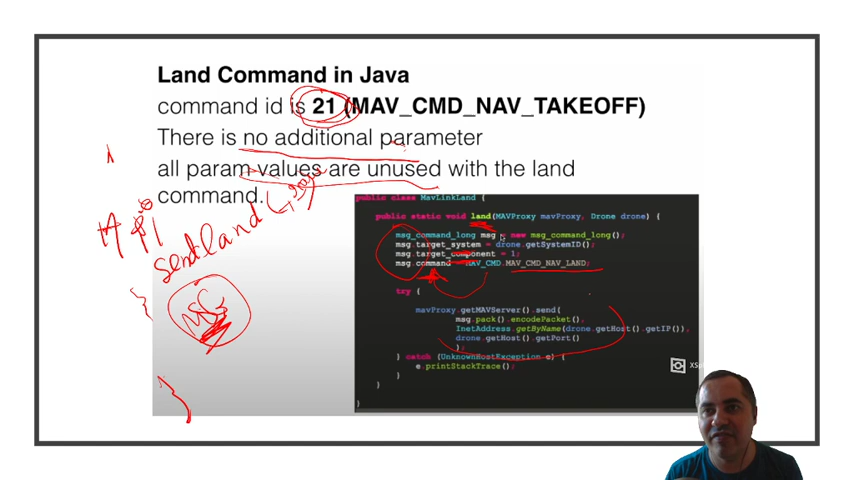 Land Command in Java
command id is 21 (MAV_CMD_NAV_TAKEOFF)
There is no additional parameter
all param values are unused with the land
command.
public class MavLinkLand {
public static void land(MAVProxy mavProxy, Drone drone) {
msg_command_long msg = new msg_command_long();
msg.target_system = drone.getSystemID();
msg.target_component = 1;
msg.command = MAV_CMD.MAV_CMD_NAV_LAND;
try {
mavProxy.getMAVServer().send(
msg.pack().encodePacket(),
InetAddress.getByName(drone.getHost().getIP()),
drone.getHost().getPort()
);
} catch (UnknownHostException e) {
e.printStackTrace();
}
}
}
sendland
}
MSG
}